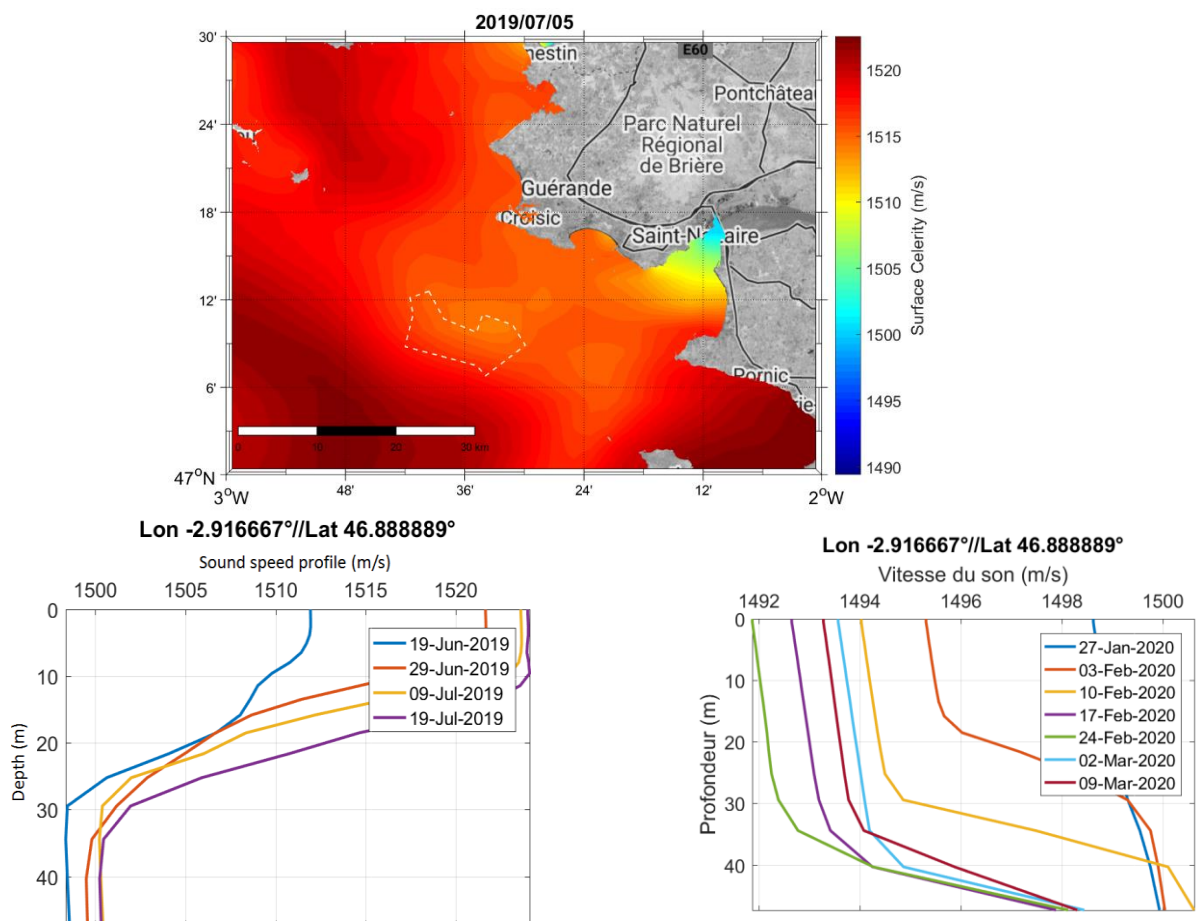 2019/07/05
30'
24'
18'
12'
6'
47°N
3°W
48'
36'
24'
12'
2°W
nestin
E60
Pontchâteau
Parc Naturel
Régional
de Brière
Guérande
Croisic
Saint-Nazaire
Pornic
rie-
0 10 20 30 km
1520
1515
1510
1505
1500
1495
1490
Surface Celerity (m/s)
Lon -2.916667°//Lat 46.888889°
Sound speed profile (m/s)
1500 1505 1510 1515 1520
0
10
20
30
40
Depth (m)
19-Jun-2019
29-Jun-2019
09-Jul-2019
19-Jul-2019
Lon -2.916667°//Lat 46.888889°
Vitesse du son (m/s)
1492 1494 1496 1498 1500
0
10
20
30
40
Profondeur (m)
27-Jan-2020
03-Feb-2020
10-Feb-2020
17-Feb-2020
24-Feb-2020
02-Mar-2020
09-Mar-2020